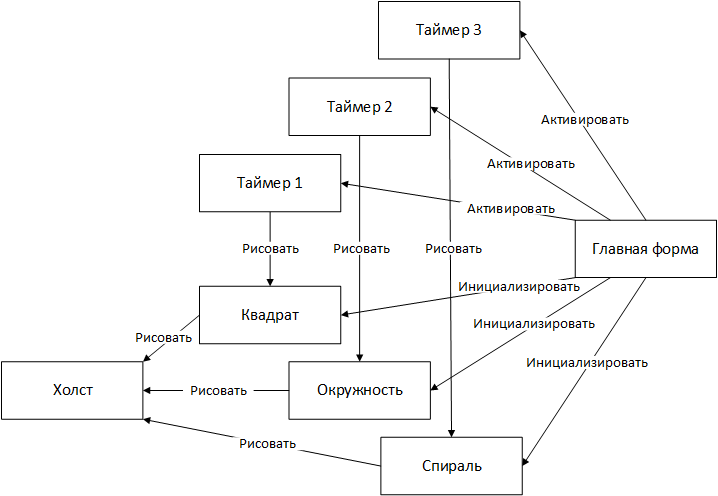 Таймер 3
Таймер 2
Активировать
Активировать
Таймер 1
Активировать
Рисовать
Рисовать
Рисовать
Главная форма
Инициализировать
Квадрат
Инициализировать
Рисовать
Инициализировать
Холст
Рисовать
Окружность
Рисовать
Спираль